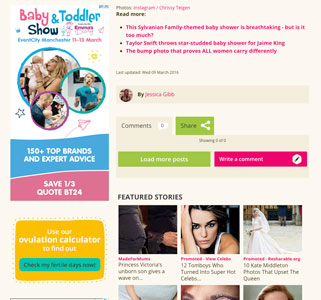 Baby & Toddler
Show
EventCity Manchester 11-13 March
150+ TOP BRANDS
AND EXPERT ADVICE
SAVE 1/3
QUOTE BT24
Use our
ovulation calculator
to find out
Check my fertile days now!
Photos: Instagram / Chrissy Teigen
Read more:
This Sylvanian Family-themed baby shower is breathtaking - but is it
too much?
Taylor Swift throws star-studded baby shower for Jaime King
The bump photo that proves ALL women carry differently
Last updated: Wed 09 March 2016
By Jessica Gibb
Comments 0
Share
Showing 0 of 0
Load more posts
Write a comment
FEATURED STORIES
MadeForMums
Princess Victoria's
unborn son gives a
wave on...
Promoted - View Celebs
12 Tomboys Who
Turned Into Super Hot
Celebs...
Promoted - Resharable.org
10 Kate Middleton
Photos That Upset The
Queen